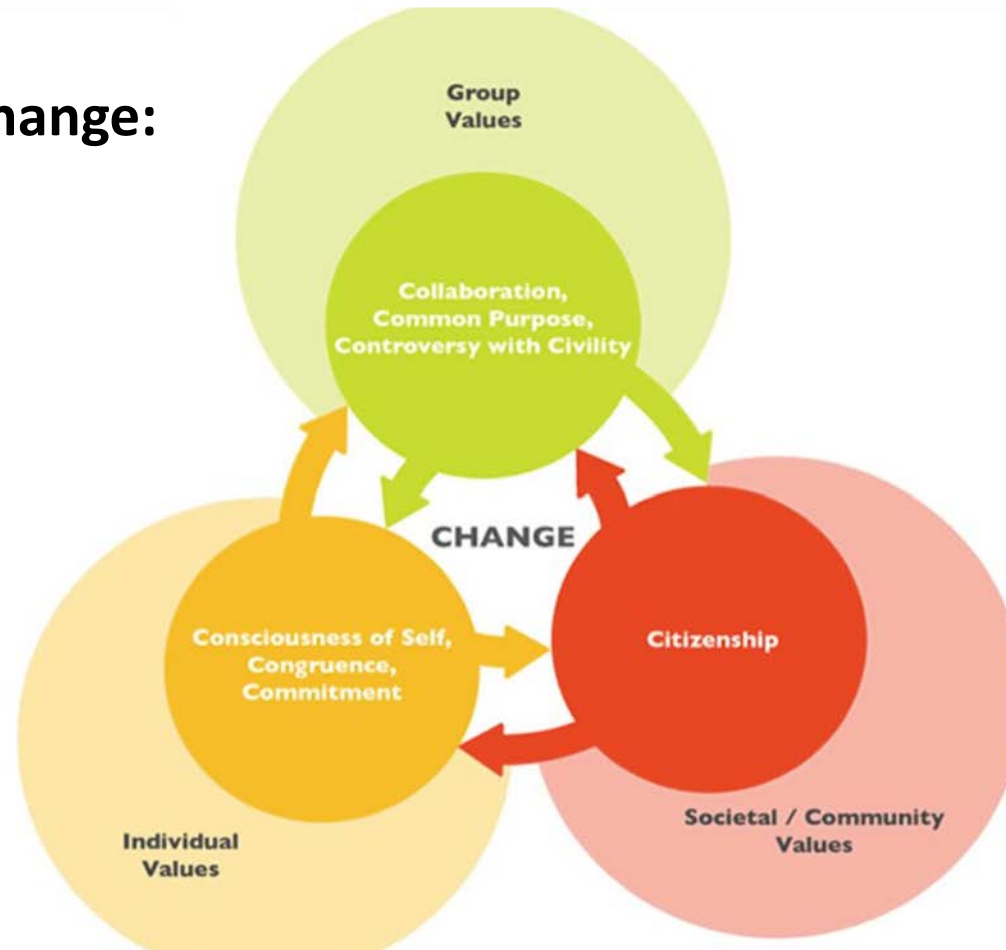 hange:
Group
Values
Collaboration,
Common Purpose,
Controversy with Civility
CHANGE
Consciousness of Self,
Congruence,
Commitment
Citizenship
Societal / Community
Values
Individual
Values